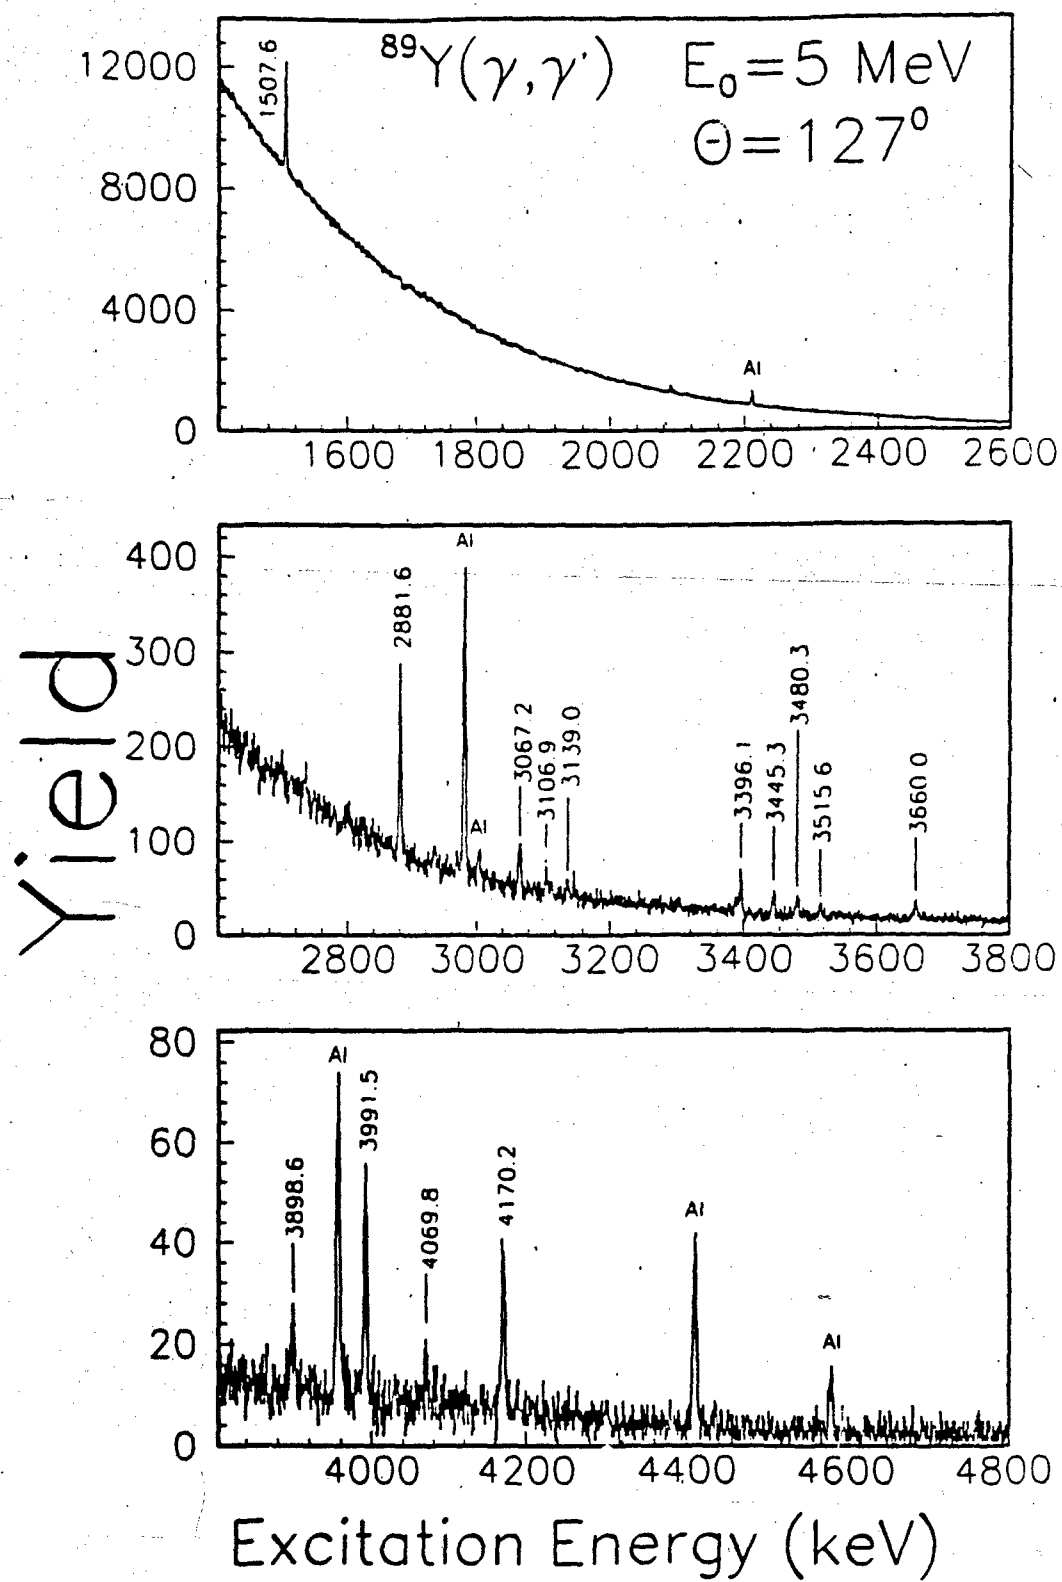 ⁸⁹Y(γ,γ') E₀=5 MeV
Θ=127⁰
1507.6
Al
12000
8000
4000
0
1600 1800 2000 2200 2400 2600
Al
2881.6
Al
3067.2
3106.9
3139.0
3396.1
3445.3
3480.3
3515.6
3660.0
400
300
200
100
0
2800 3000 3200 3400 3600 3800
Yield
3898.6
Al
3991.5
4069.8
4170.2
Al
Al
80
60
40
20
0
4000 4200 4400 4600 4800
Excitation Energy (keV)